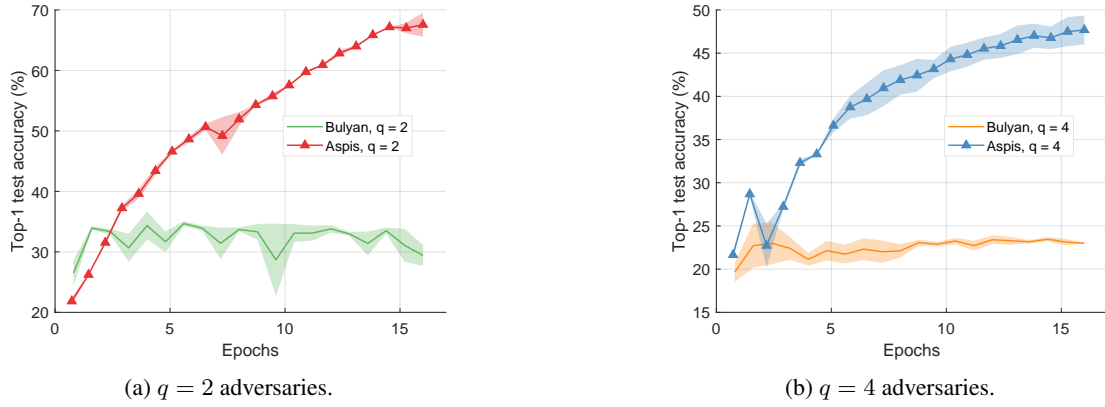 70
60
50
40
30
20
0
5
10
15
Top-1 test accuracy (%)
Epochs
Bulyan, q = 2
Aspis, q = 2
(a) q = 2 adversaries.
50
45
40
35
30
25
20
15
0
5
10
15
Top-1 test accuracy (%)
Epochs
Bulyan, q = 4
Aspis, q = 4
(b) q = 4 adversaries.